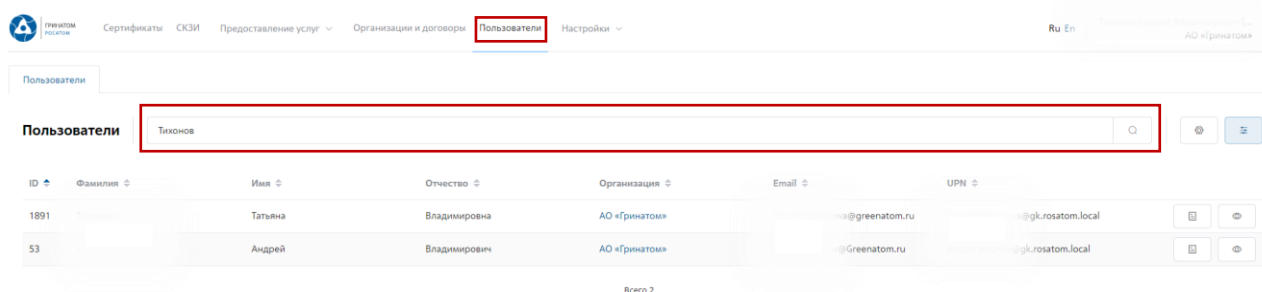 ГРИНАТОМ
РОСАТОМ
Сертификаты СКЗИ Предоставление услуг Организации и договоры Пользователи Настройки Ru En
АО «Гринатом»
Пользователи
Пользователи Тихонов
ID Фамилия Имя Отчество Организация Email UPN
1891 Татьяна Владимировна АО «Гринатом» @greenatom.ru @gk.rosatom.local
53 Андрей Владимирович АО «Гринатом» @Greenatom.ru @gk.rosatom.local
Всего 2